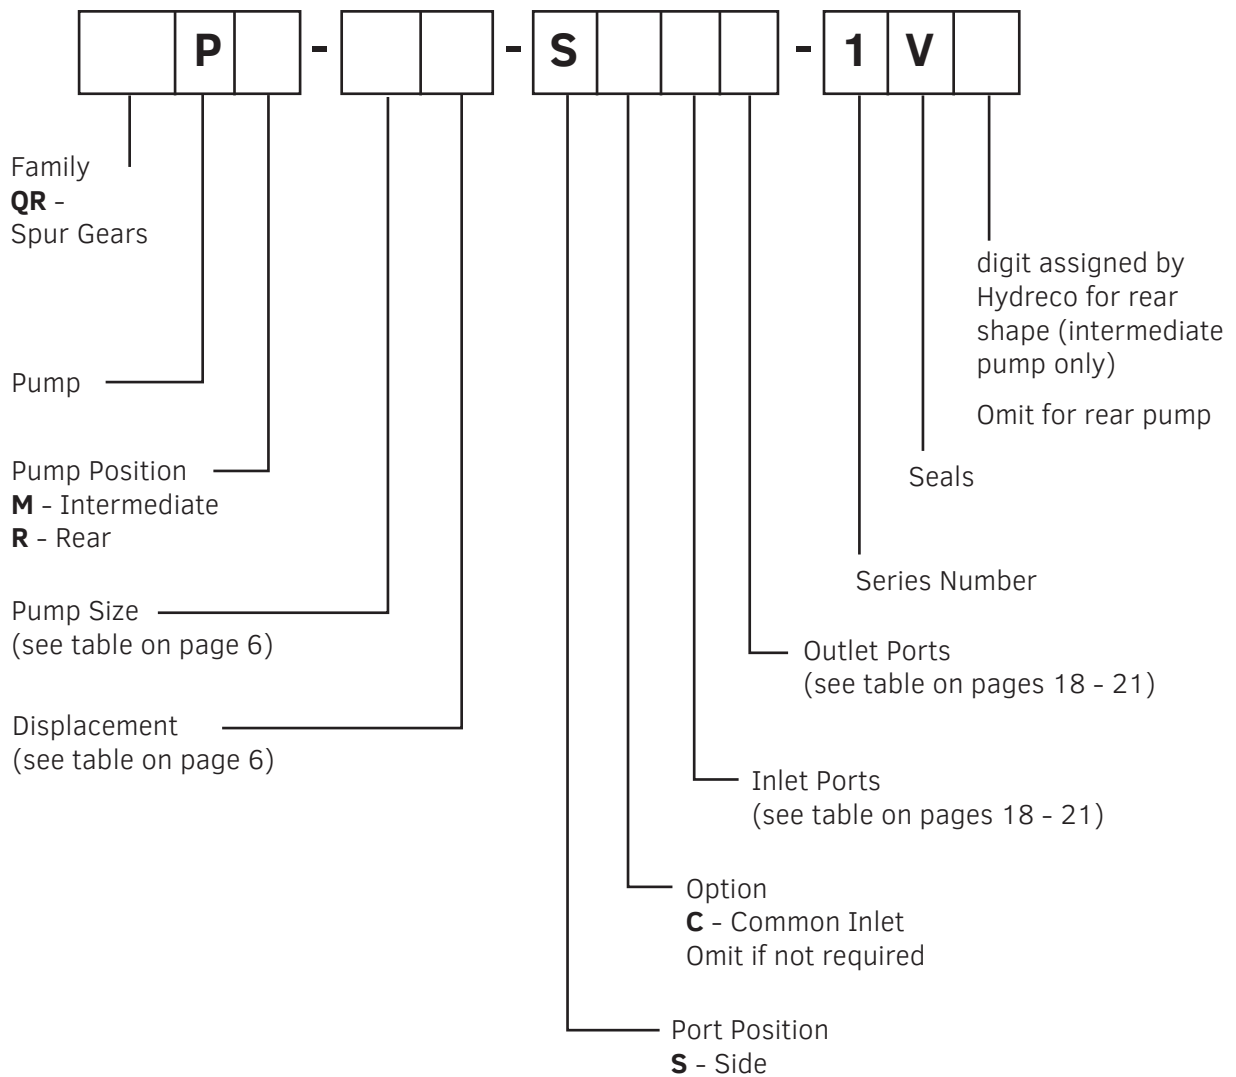 P - - S - 1 V
Family
QR -
Spur Gears
digit assigned by
Hydreco for rear
shape (intermediate
pump only)
Omit for rear pump
Pump
Pump Position
M - Intermediate
R - Rear
Seals
Series Number
Pump Size
(see table on page 6)
Outlet Ports
(see table on pages 18 - 21)
Displacement
(see table on page 6)
Inlet Ports
(see table on pages 18 - 21)
Option
C - Common Inlet
Omit if not required
Port Position
S - Side